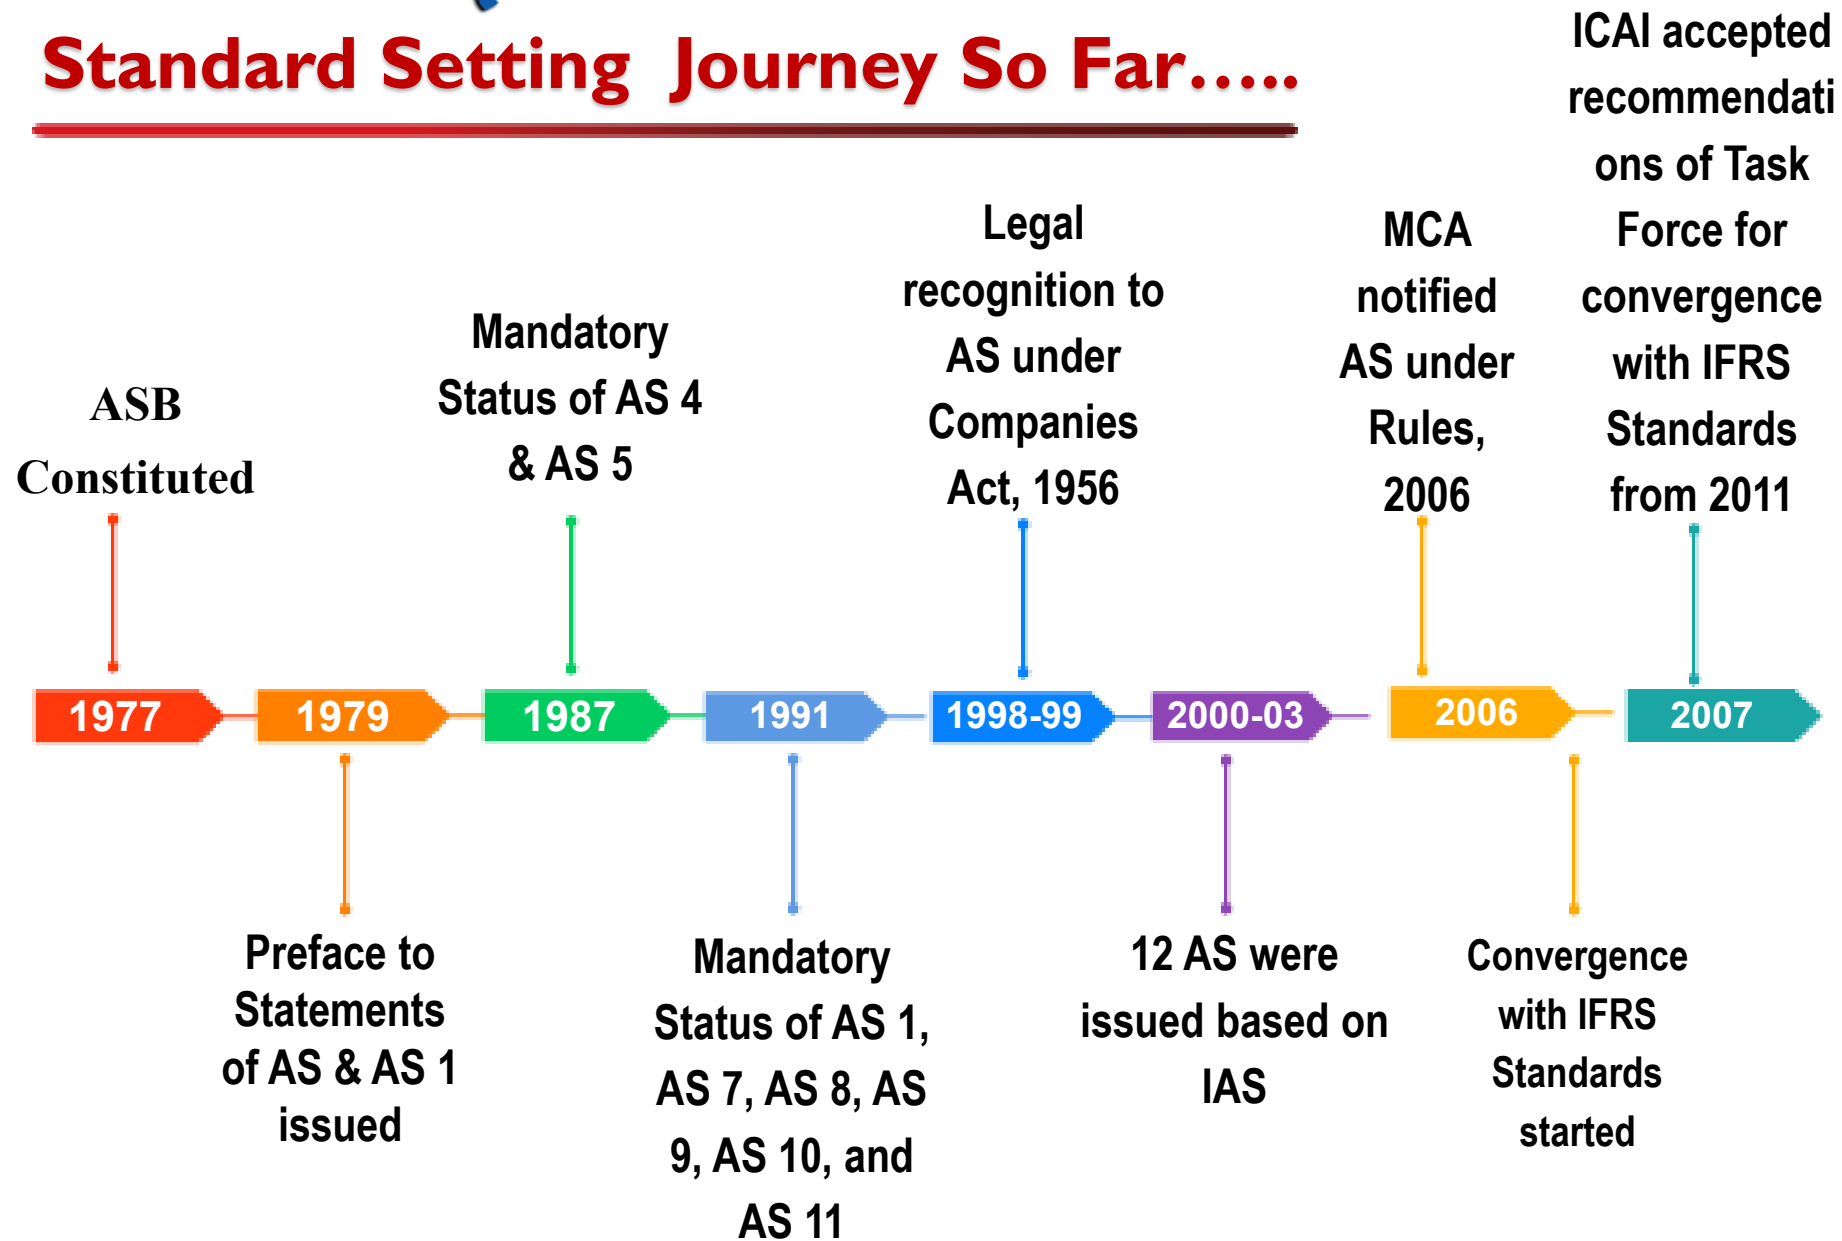 Standard Setting Journey So Far.....
ASB
Constituted
Mandatory
Status of AS 4
& AS 5
Legal
recognition to
AS under
Companies
Act, 1956
MCA
notified
AS under
Rules,
2006
ICAI accepted
recommendati
ons of Task
Force for
convergence
with IFRS
Standards
from 2011
1977
1979
1987
1991
1998-99
2000-03
2006
2007
Preface to
Statements
of AS & AS 1
issued
Mandatory
Status of AS 1,
AS 7, AS 8, AS
9, AS 10, and
AS 11
12 AS were
issued based on
IAS
Convergence
with IFRS
Standards
started